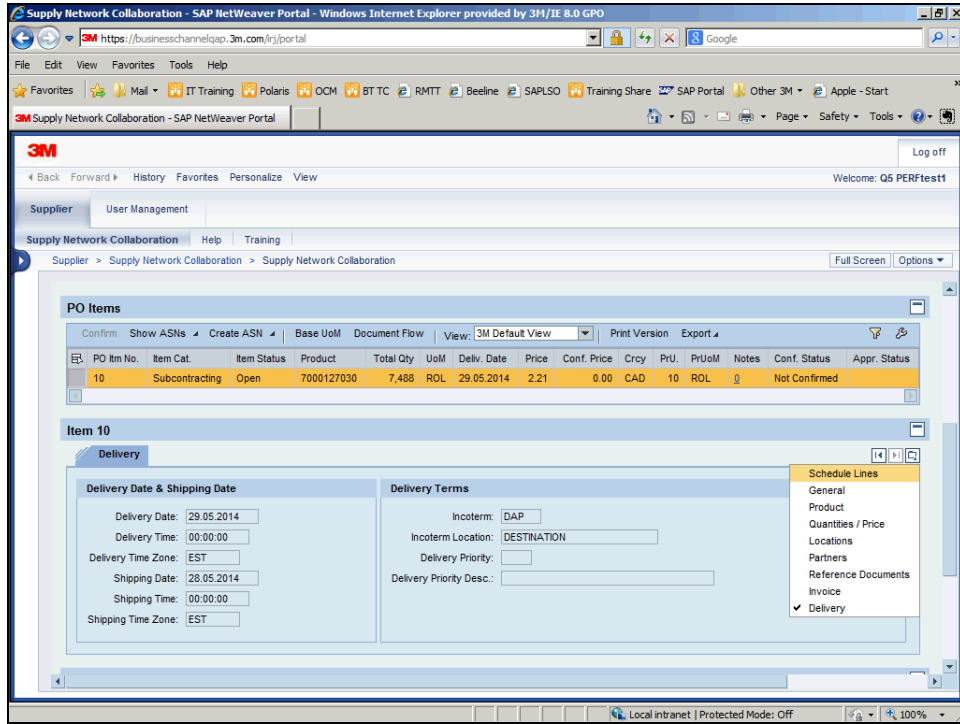 Supply Network Collaboration - SAP NetWeaver Portal - Windows Internet Explorer provided by 3M/IE 8.0 GPO
3M https://businesschannelqap.3m.com/irj/portal
Google
File Edit View Favorites Tools Help
Favorites Mail IT Training Polaris OCM BT TC RMTT Beeline SAPLSO Training Share SAP Portal Other 3M Apple - Start
3M Supply Network Collaboration - SAP NetWeaver Portal
Page Safety Tools
3M
Log off
Back Forward History Favorites Personalize View
Welcome: Q5 PERFtest1
Supplier User Management
Supply Network Collaboration Help Training
Supplier > Supply Network Collaboration > Supply Network Collaboration
Full Screen Options
PO Items
Confirm Show ASNs Create ASN Base UoM Document Flow View: 3M Default View Print Version Export
PO Itm No. Item Cat. Item Status Product Total Qty UoM Deliv. Date Price Conf. Price Crcy PrU. PrUoM Notes Conf. Status Appr. Status
10 Subcontracting Open 7000127030 7,488 ROL 29.05.2014 2.21 0.00 CAD 10 ROL 0 Not Confirmed
Item 10
Delivery
Delivery Date & Shipping Date
Delivery Date: 29.05.2014
Delivery Time: 00:00:00
Delivery Time Zone: EST
Shipping Date: 28.05.2014
Shipping Time: 00:00:00
Shipping Time Zone: EST
Delivery Terms
Incoterm: DAP
Incoterm Location: DESTINATION
Delivery Priority:
Delivery Priority Desc.:
Schedule Lines
General
Product
Quantities / Price
Locations
Partners
Reference Documents
Invoice
Delivery
Local intranet | Protected Mode: Off
100%